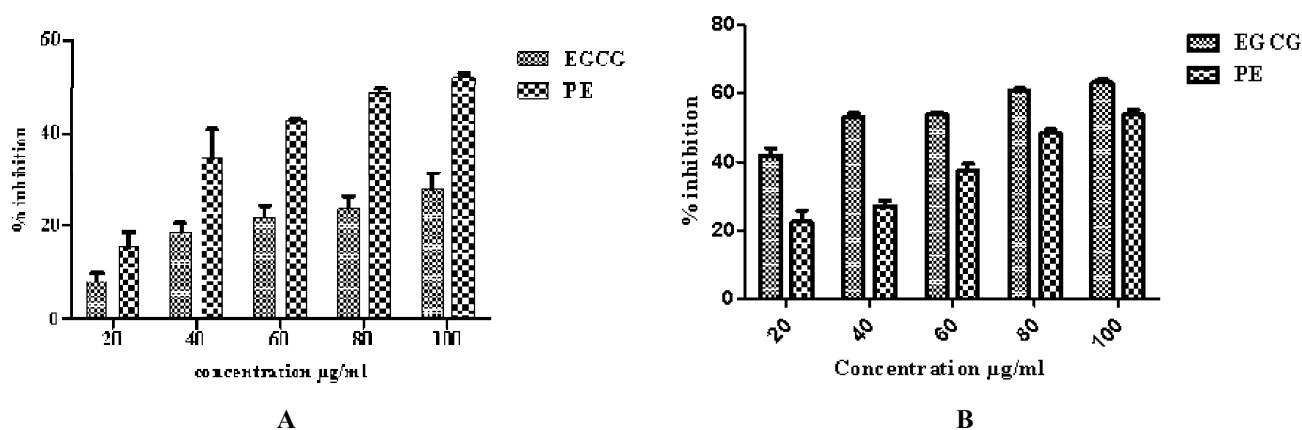 60
40
20
0
% inhibition
20 40 60 80 100
concentration µg/ml
EGCG
PE
A
80
60
40
20
0
% inhibition
20 40 60 80 100
Concentration µg/ml
EGCG
PE
B